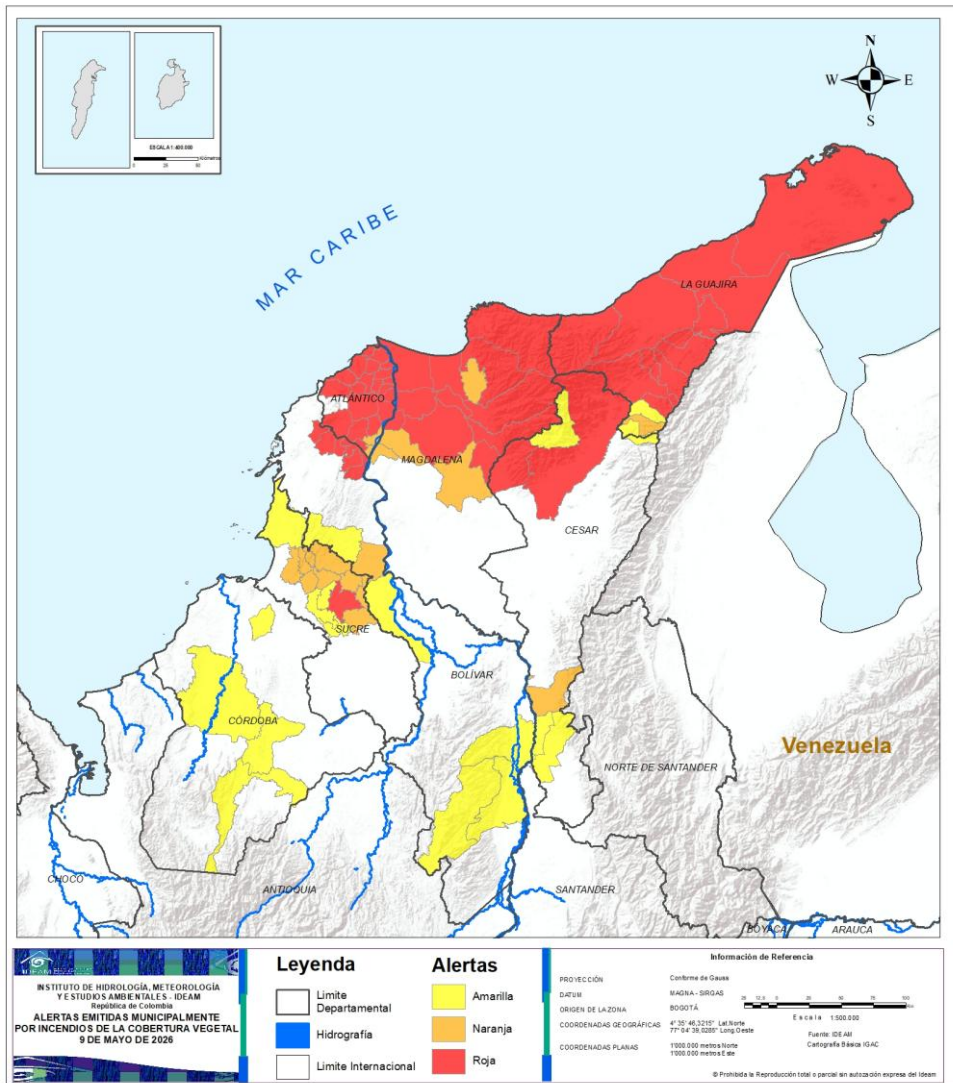 ESCALA 1:400.000
0
N
W
E
S
MAR CARIBE
LA GUAJIRA
ATLÁNTICO
MAGDALENA
CESAR
SUCRE
BOLÍVAR
CÓRDOBA
Venezuela
NORTE DE SANTANDER
CHOCÓ
ANTIOQUIA
SANTANDER
BOYACÁ
ARAUCA
IDEAM
INSTITUTO DE HIDROLOGÍA, METEOROLOGÍA
Y ESTUDIOS AMBIENTALES - IDEAM
República de Colombia
ALERTAS EMITIDAS MUNICIPALMENTE
POR INCENDIOS DE LA COBERTURA VEGETAL
9 DE MAYO DE 2026
Leyenda
Limite
Departamental
Hidrografía
Limite Internacional
Alertas
Amarilla
Naranja
Roja
Información de Referencia
PROYECCIÓN Conforme de Gauss
DATUM MAGNA - SIRGAS
ORIGEN DE LA ZONA BOGOTÁ
COORDENADAS GEOGRÁFICAS 4° 35' 46,3215" Lat.Norte
77° 04' 39,0285" Long.Oeste
COORDENADAS PLANAS 1'000.000 metros Norte
1'000.000 metros Este
Escala 1:500.000
Fuente: IDEAM
Cartografía Básica IGAC
© Prohibida la Reproducción total o parcial sin autozación expresa del Ideam